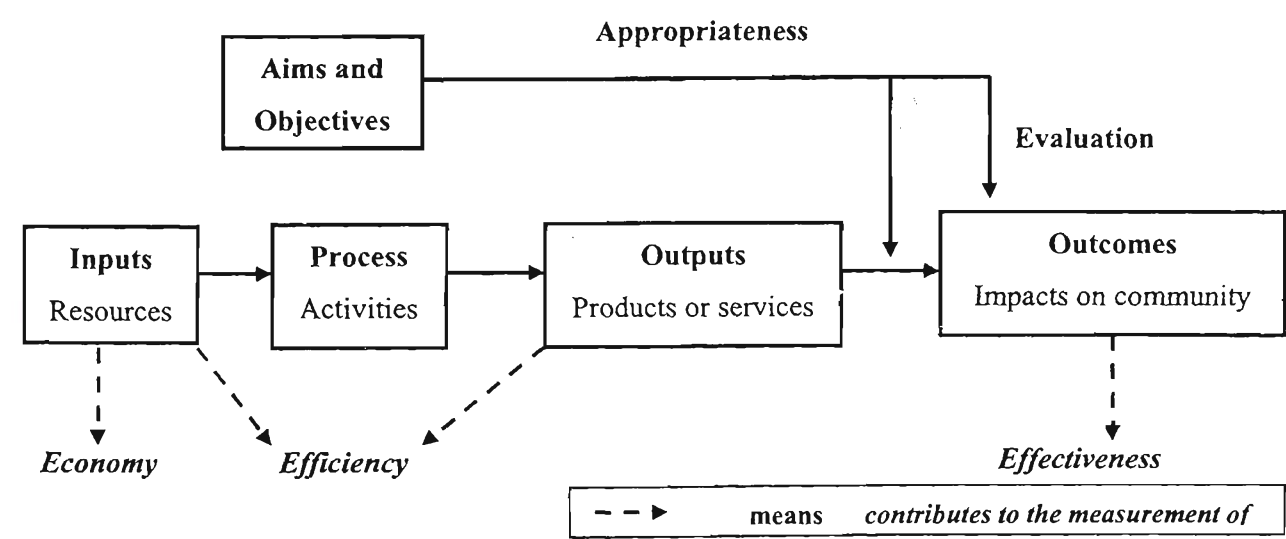 Appropriateness
Aims and
Objectives
Evaluation
Inputs
Resources
Process
Activities
Outputs
Products or services
Outcomes
Impacts on community
Economy
Efficiency
Effectiveness
means contributes to the measurement of